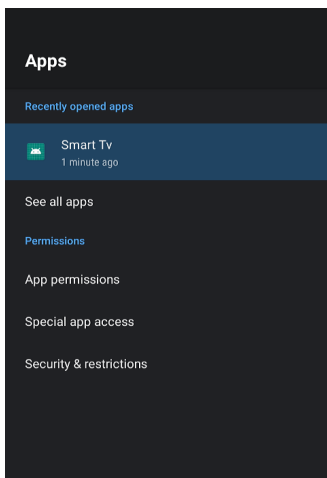 Apps
Recently opened apps
Smart Tv
1 minute ago
See all apps
Permissions
App permissions
Special app access
Security & restrictions